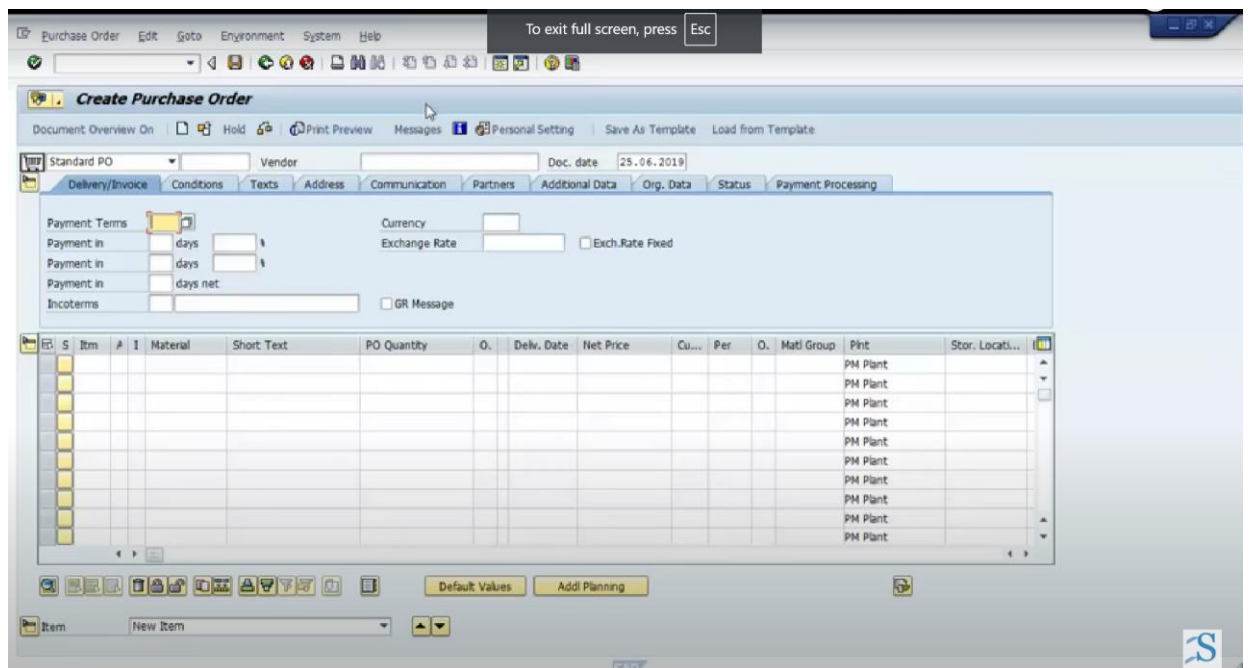 To exit full screen, press Esc
Purchase Order Edit Goto Environment System Help
Create Purchase Order
Document Overview On Hold Print Preview Messages Personal Setting Save As Template Load from Template
Standard PO Vendor Doc. date 25.06.2019
Delivery/Invoice Conditions Texts Address Communication Partners Additional Data Org. Data Status Payment Processing
Payment Terms Currency
Payment in days % Exchange Rate Exch.Rate Fixed
Payment in days %
Payment in days net
Incoterms GR Message
S Itm A I Material Short Text PO Quantity O. Delv. Date Net Price Cu... Per O. Matl Group Plnt Stor. Locati...
PM Plant
PM Plant
PM Plant
PM Plant
PM Plant
PM Plant
PM Plant
PM Plant
PM Plant
PM Plant
Default Values Addl Planning
Item New Item
S